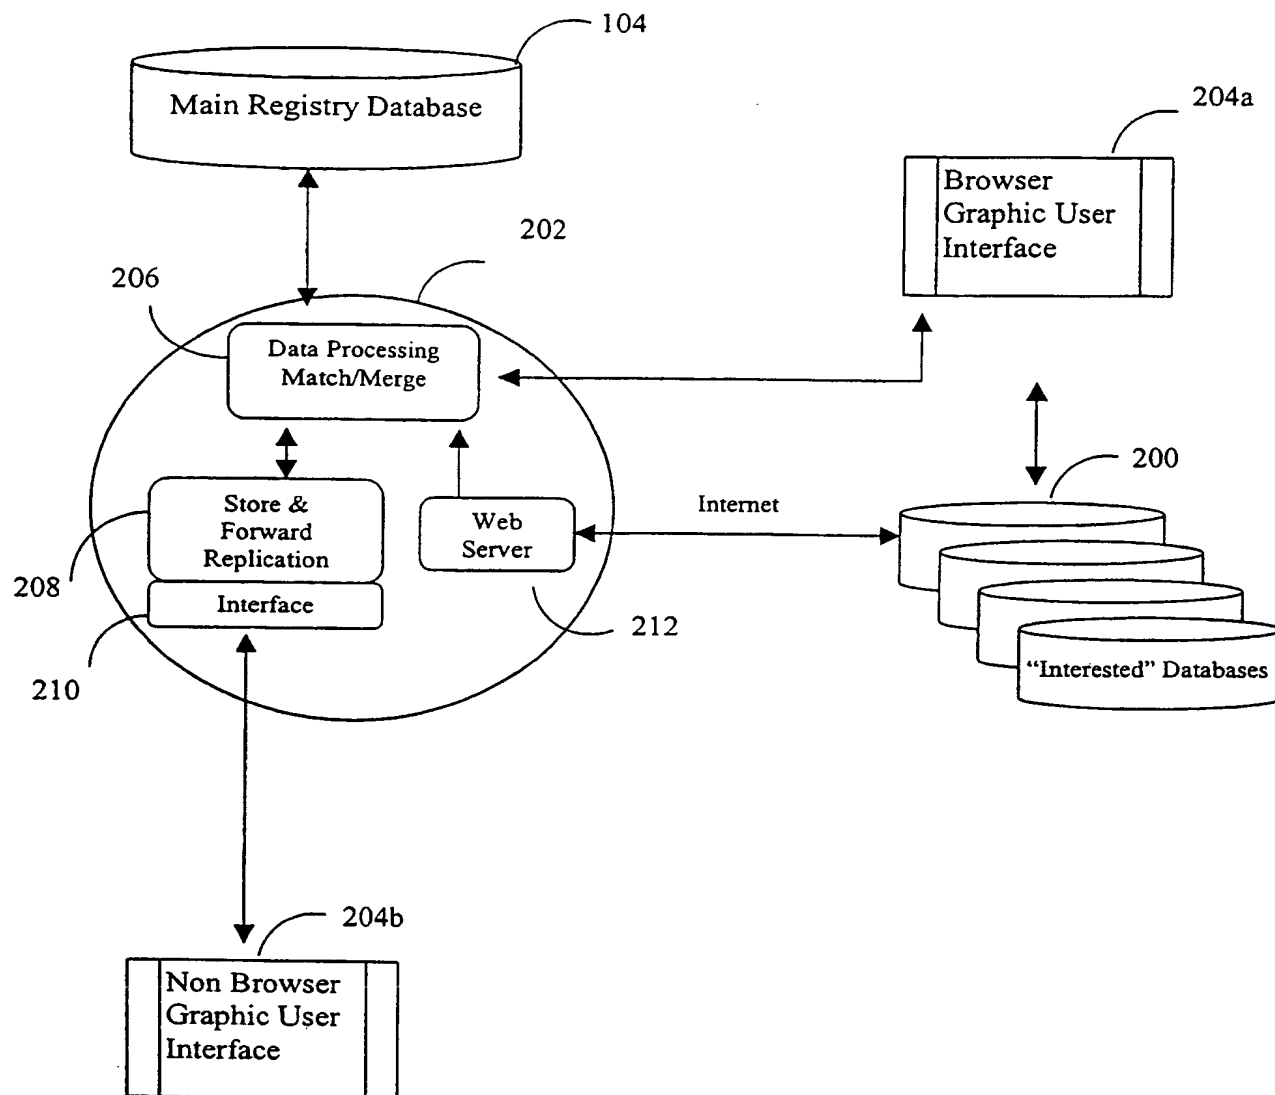 104
Main Registry Database
204a
Browser
Graphic User
Interface
202
206
Data Processing
Match/Merge
200
Store &
Forward
Replication
Web
Server
Internet
208
Interface
212
210
“Interested” Databases
204b
Non Browser
Graphic User
Interface